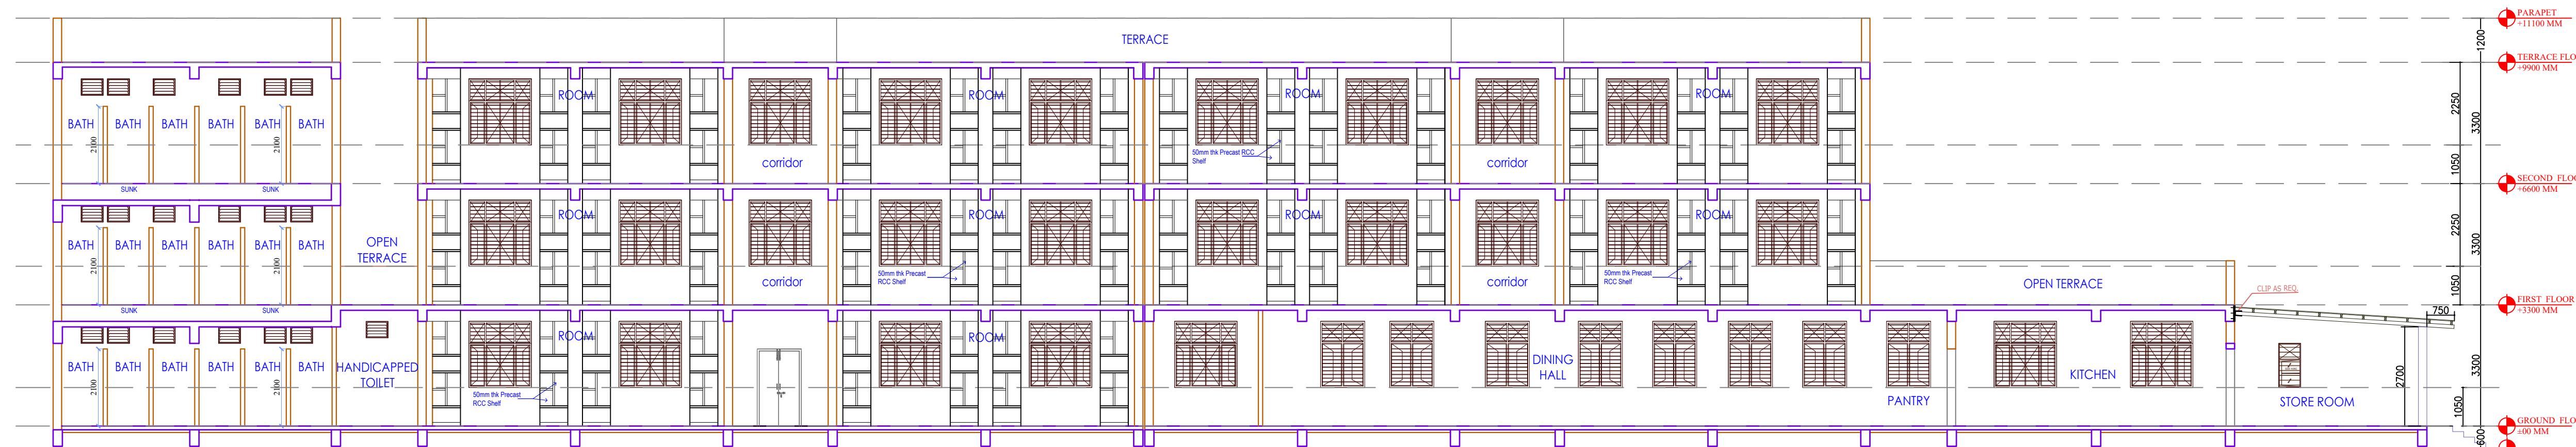 PARAPET
+11100 MM
TERRACE
1200
TERRACE FLO
+9900 MM
ROOM
ROOM
ROOM
ROOM
BATH
BATH
BATH
BATH
BATH
BATH
2100
2100
2250
3300
corridor
50mm thk Precast RCC
Shelf
corridor
1050
SUNK
SUNK
SECOND FLOO
+6600 MM
ROOM
ROOM
ROOM
ROOM
BATH
BATH
BATH
BATH
BATH
BATH
2100
2100
OPEN
TERRACE
2250
3300
corridor
50mm thk Precast
RCC Shelf
corridor
50mm thk Precast
RCC Shelf
OPEN TERRACE
1050
CLIP AS REQ.
SUNK
SUNK
FIRST FLOOR
+3300 MM
750
ROOM
ROOM
BATH
BATH
BATH
BATH
BATH
BATH
2100
2100
HANDICAPPED
TOILET
DINING
HALL
KITCHEN
2700
3300
50mm thk Precast
RCC Shelf
PANTRY
STORE ROOM
1050
GROUND FLO
±00 MM
600